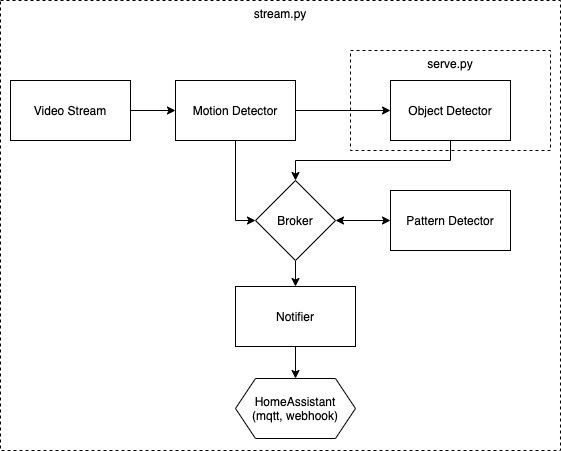 stream.py
serve.py
Video Stream
Motion Detector
Object Detector
Broker
Pattern Detector
Notifier
HomeAssistant
(mqtt, webhook)